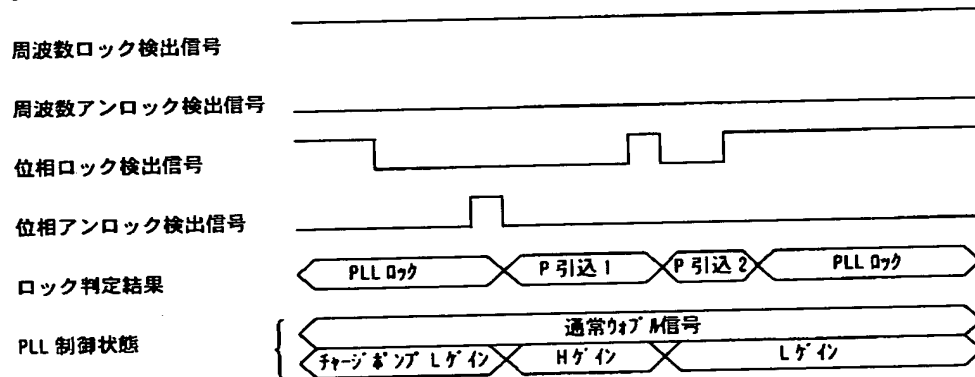 周波数ロック検出信号
周波数アンロック検出信号
位相ロック検出信号
位相アンロック検出信号
ロック判定結果
PLL ロック
P 引込 1
P 引込 2
PLL ロック
PLL 制御状態
通常ウォブル信号
チャージポンプ Lゲイン
Hゲイン
Lゲイン